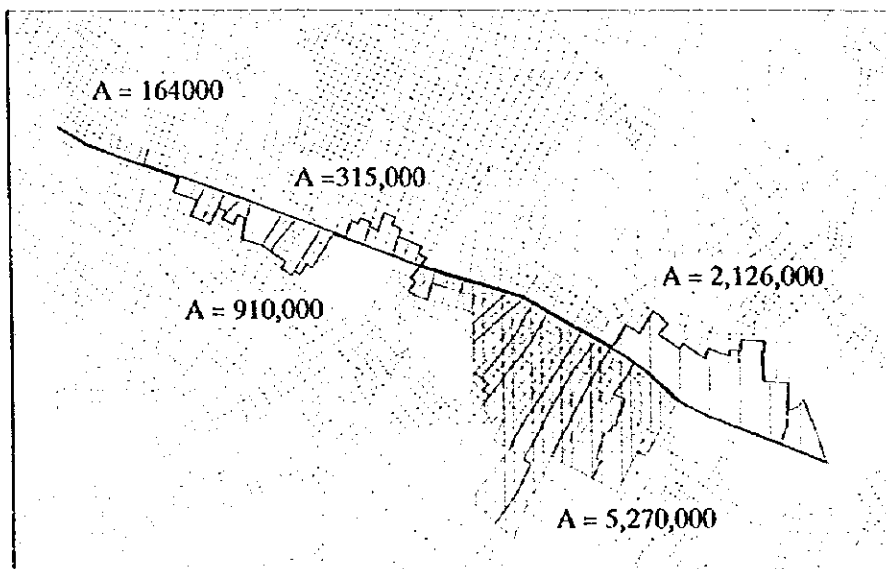 A = 164000
A =315,000
A = 2,126,000
A = 910,000
A = 5,270,000